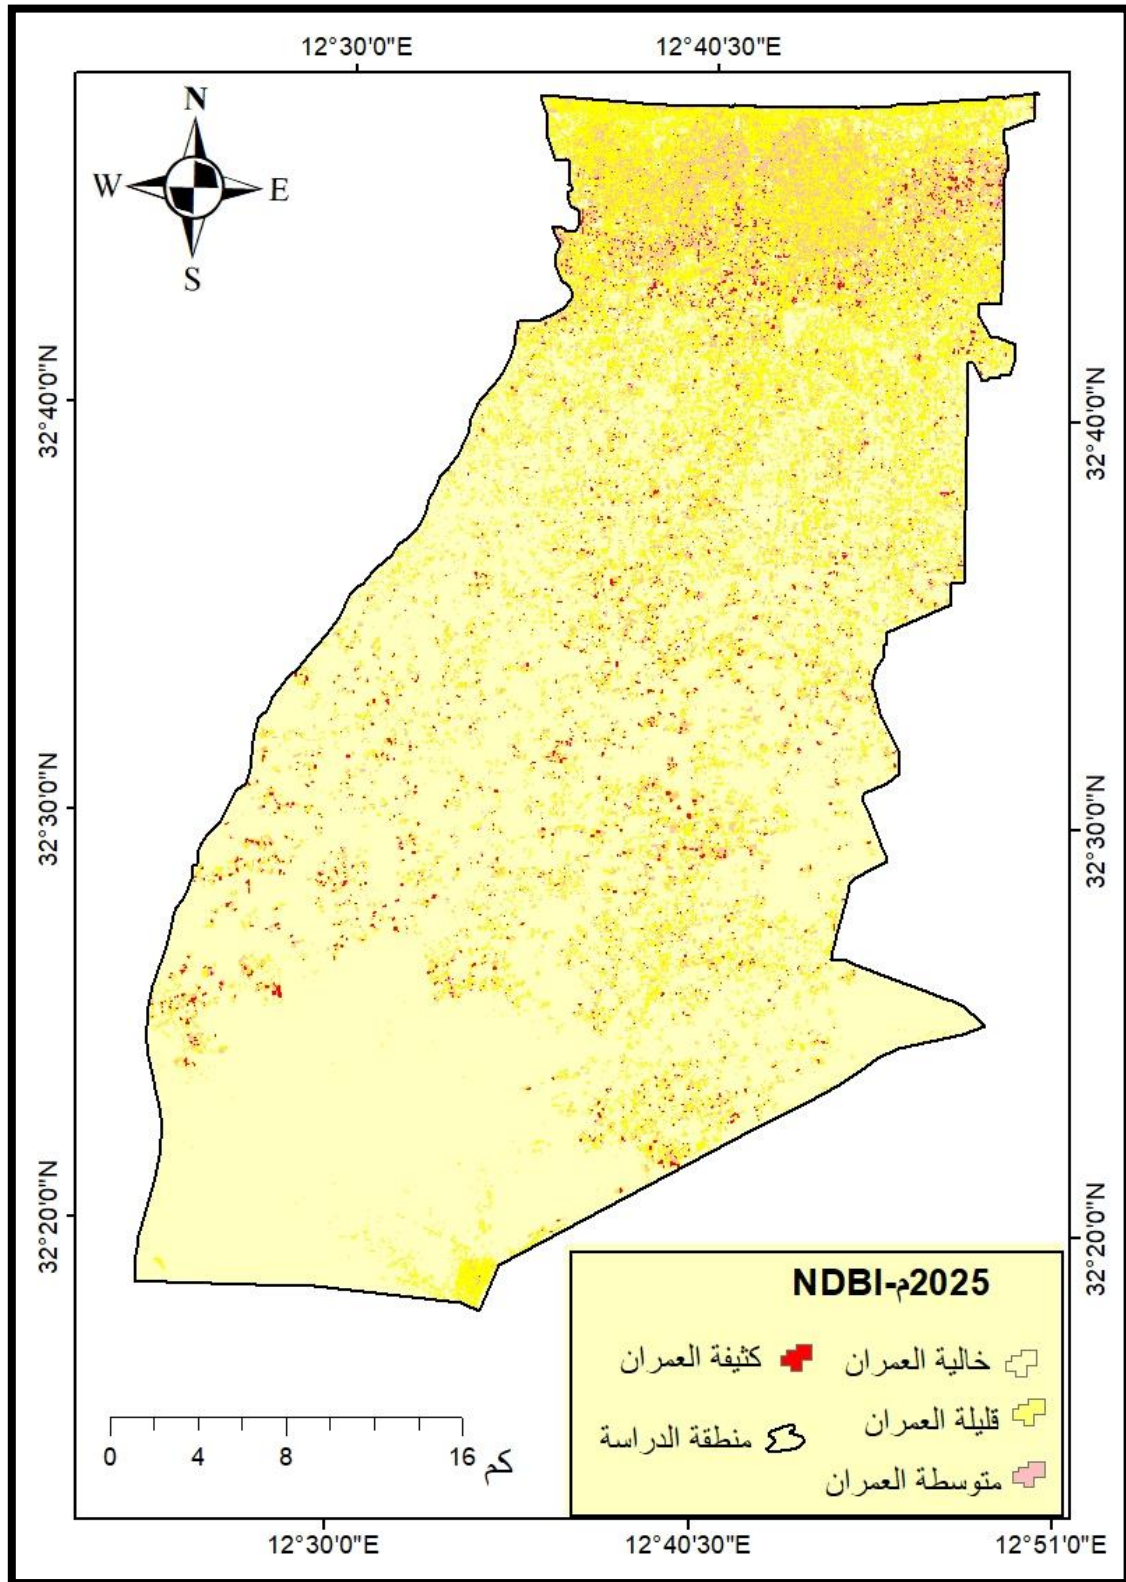 12°30'0"E 12°40'30"E
N
W E
S
32°40'0"N 32°40'0"N
32°30'0"N 32°30'0"N
32°20'0"N 32°20'0"N
2025م-NDBI
خالية العمران كثيفة العمران
قليلة العمران
منطقة الدراسة
متوسطة العمران
0 4 8 16 كم
12°30'0"E 12°40'30"E 12°51'0"E